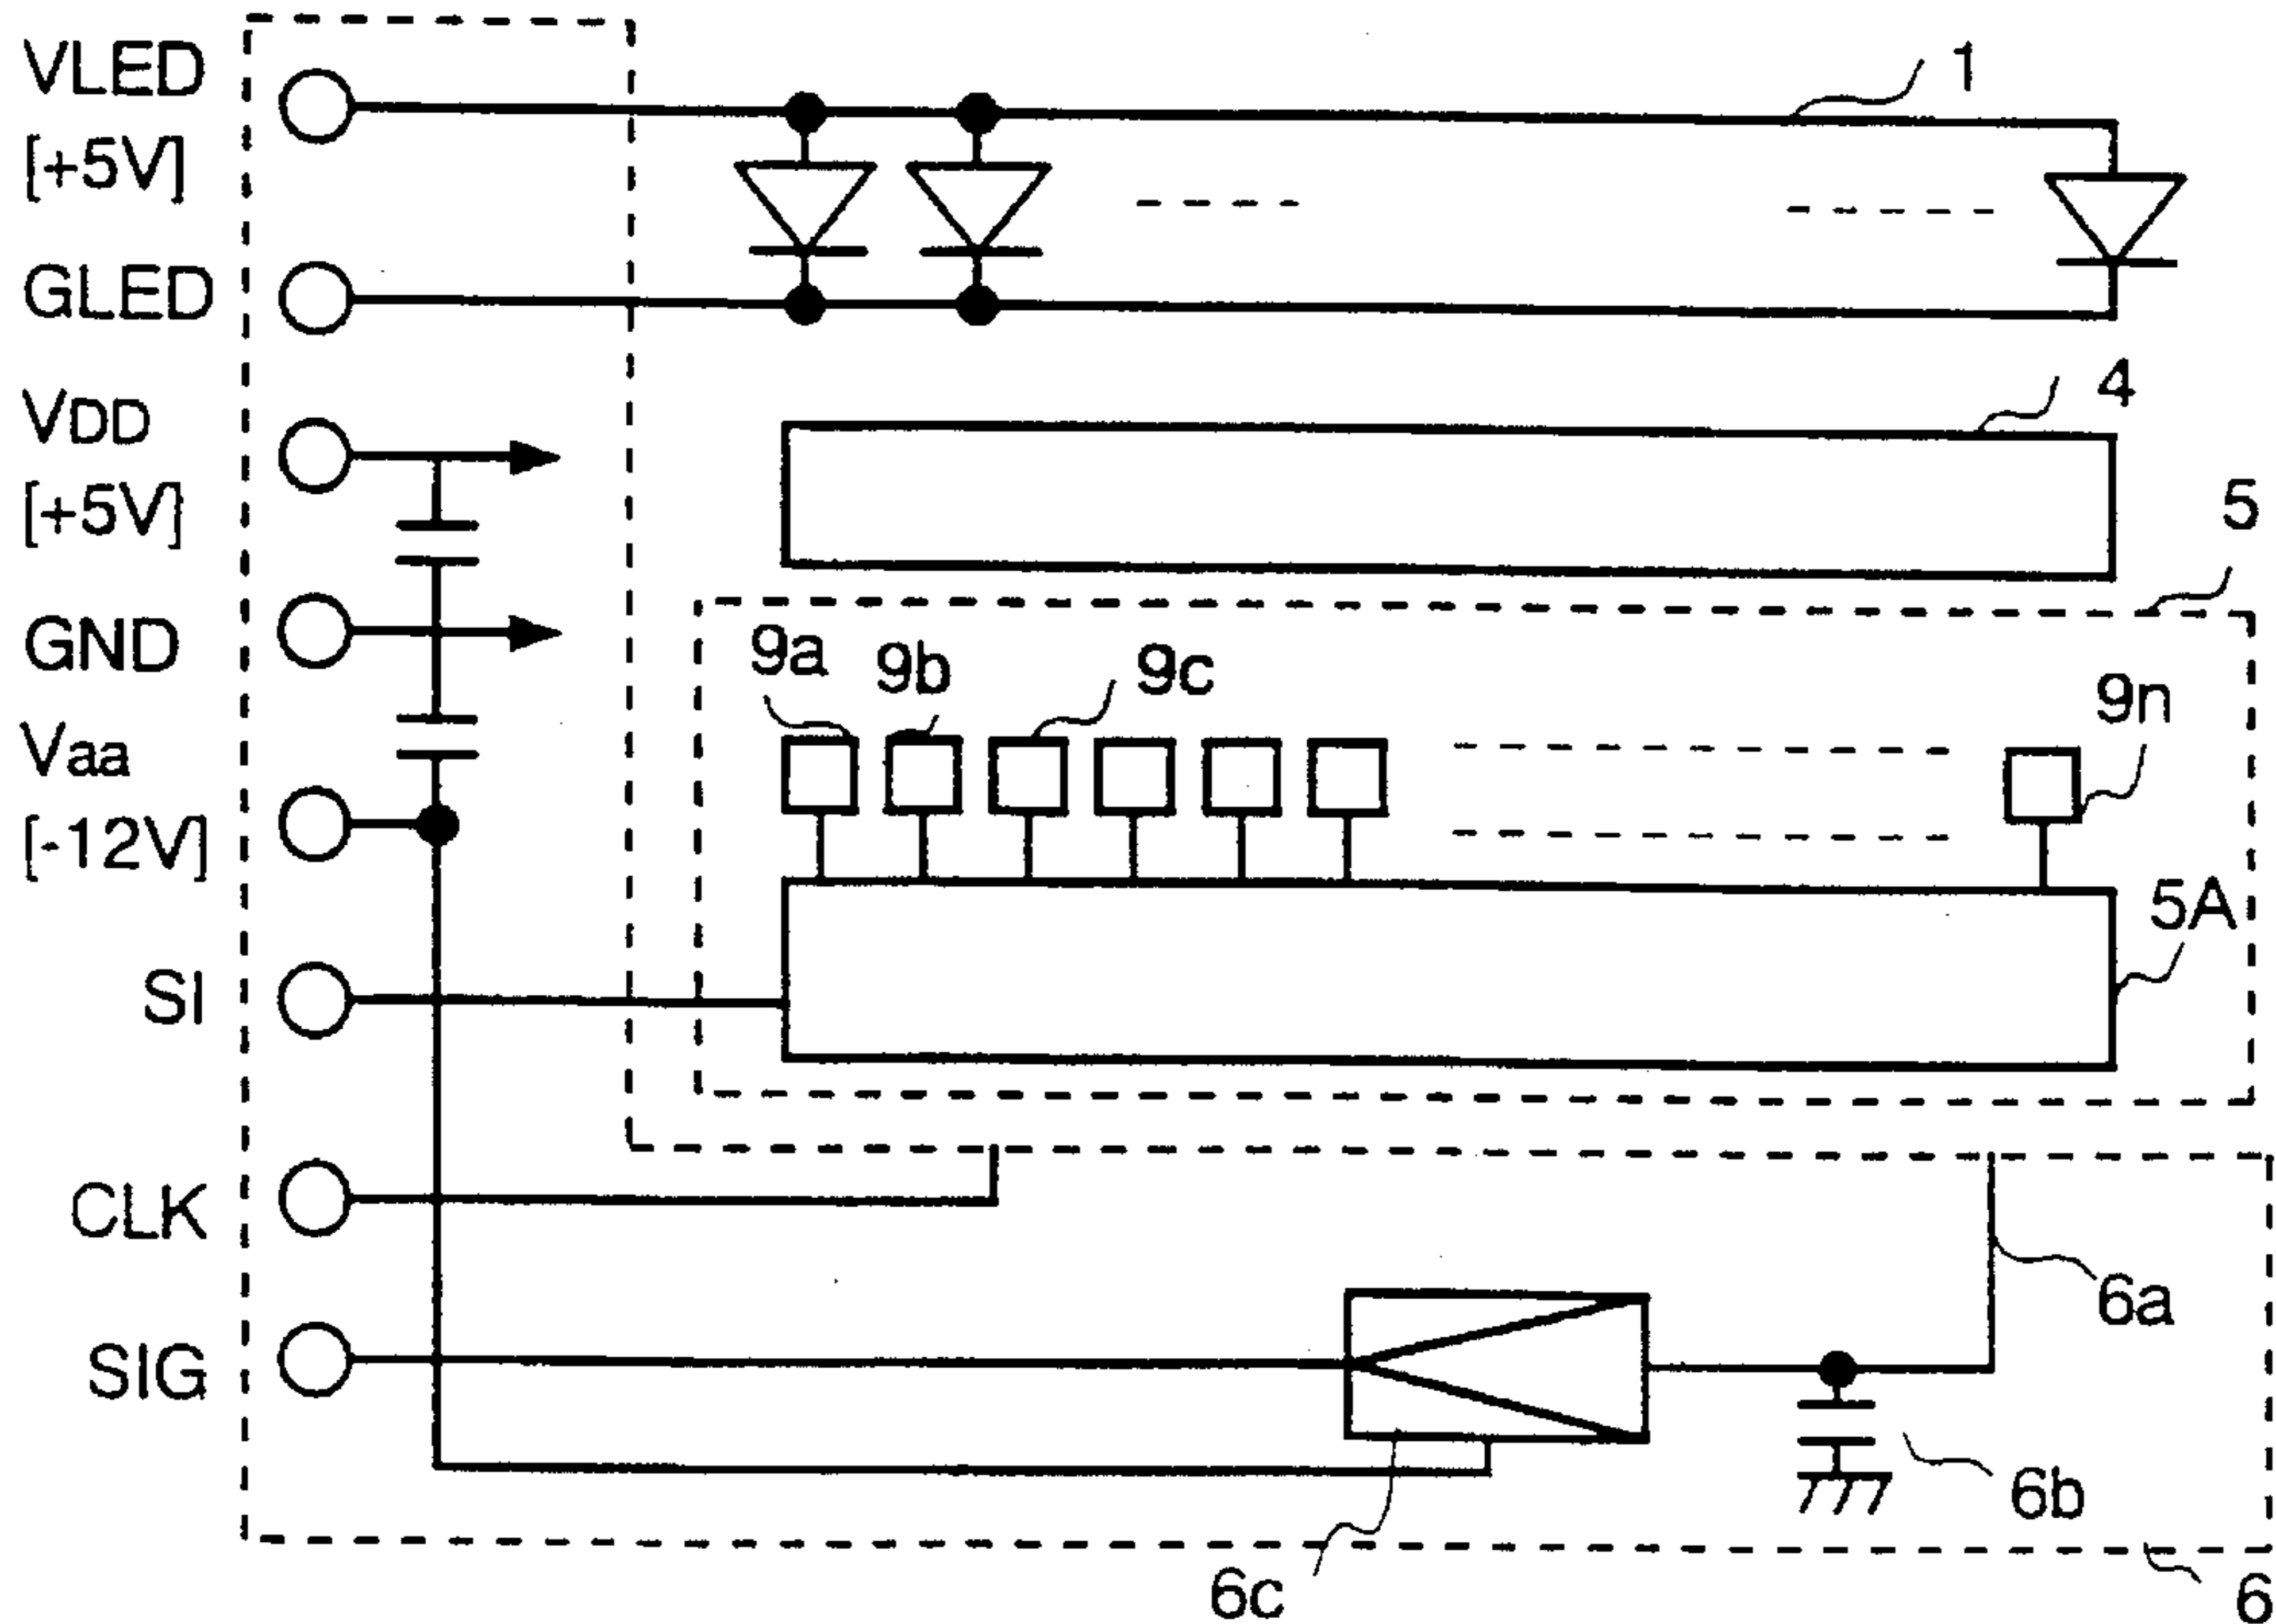 VLED
[+5V]
GLED
VDD
[+5V]
GND
Vaa
[-12V]
SI
CLK
SIG
1
4
5
9a
9b
9c
9n
5A
6a
6b
6c
6